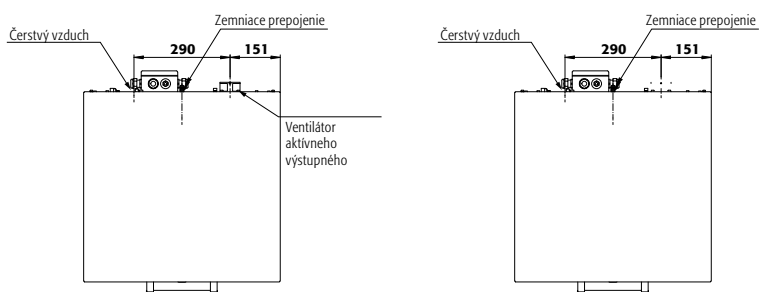 Zemniace prepojenie
Čerstvý vzduch
290
151
Ventilátor
aktívneho
výstupného
Zemniace prepojenie
Čerstvý vzduch
290
151